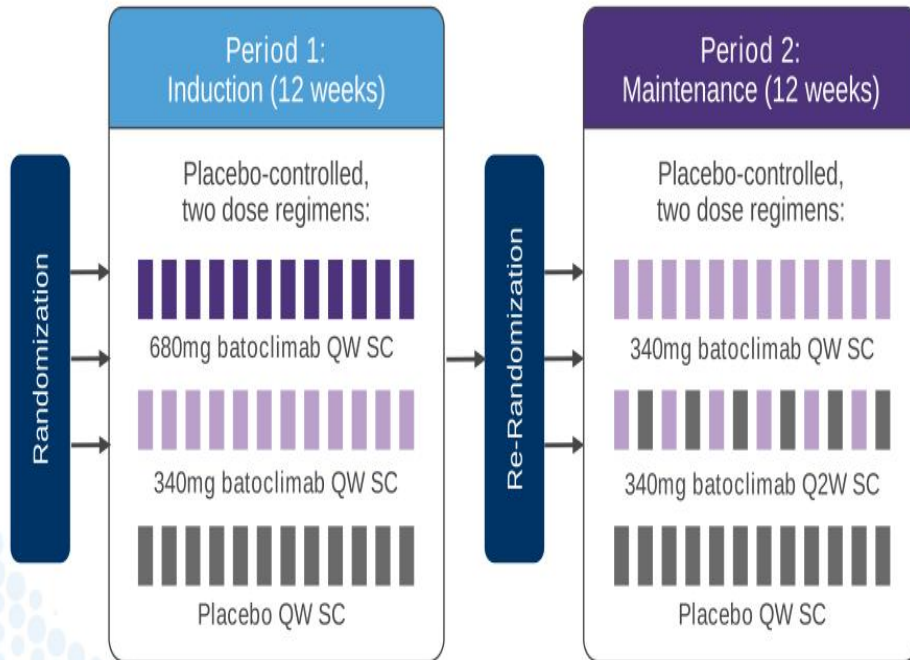 Randomization
Period 1:
Induction (12 weeks)
Placebo-controlled,
two dose regimens:
680mg batoclimab QW SC
340mg batoclimab QW SC
Placebo QW SC
Re-Randomization
Period 2:
Maintenance (12 weeks)
Placebo-controlled,
two dose regimens:
340mg batoclimab QW SC
340mg batoclimab Q2W SC
Placebo QW SC